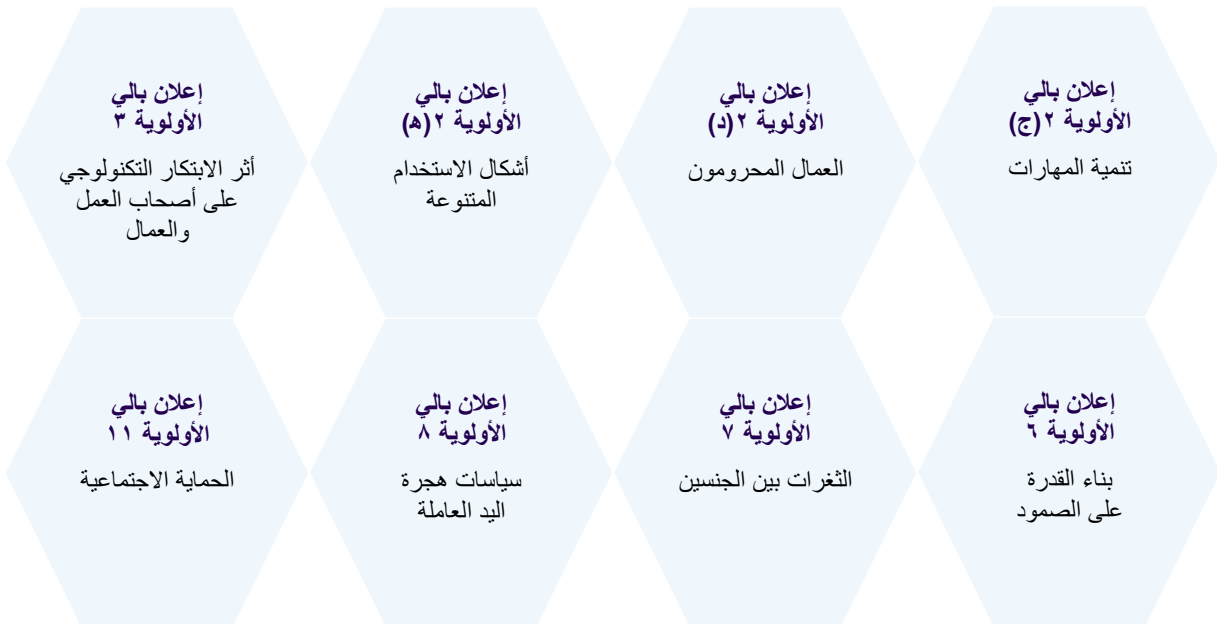 إعلان بالي
الأولوية ٢(ج)
تنمية المهارات
إعلان بالي
الأولوية ٢(د)
العمال المحرومون
إعلان بالي
الأولوية ٢(ه)
أشكال الاستخدام
المتنوعة
إعلان بالي
الأولوية ٣
أثر الابتكار التكنولوجي
على أصحاب العمل
والعمال
إعلان بالي
الأولوية ٦
بناء القدرة
على الصمود
إعلان بالي
الأولوية ٧
الثغرات بين الجنسين
إعلان بالي
الأولوية ٨
سياسات هجرة
اليد العاملة
إعلان بالي
الأولوية ١١
الحماية الاجتماعية